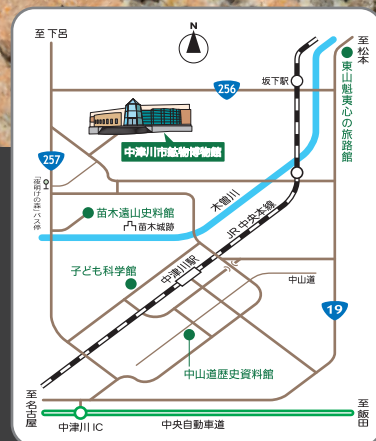 至下呂
N
至松本
坂下駅
256
東山魁夷心の旅路館
中津川市鉱物博物館
257
「夜明けの森」バス停
苗木遠山史料館
苗木城跡
木曽川
JR中央本線
子ども科学館
中津川駅
中山道
19
中山道歴史資料館
至名古屋
至飯田
中津川IC
中央自動車道